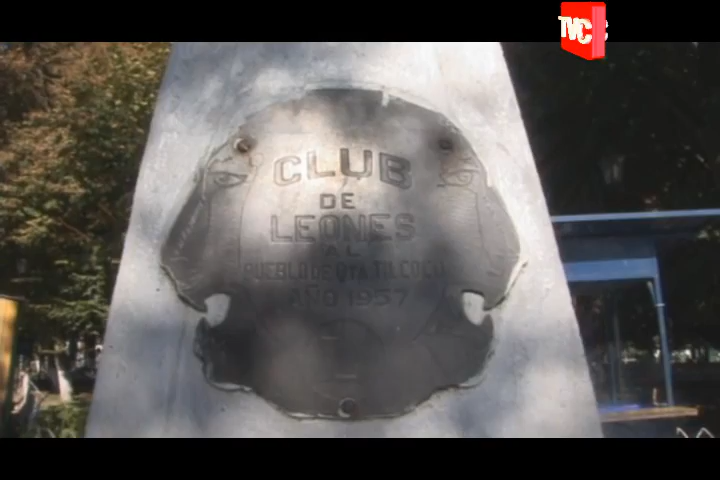 TVC
CLUB
DE
LEONES
AL
PUEBLO DE QTA. TILCOCO
AÑO 1957